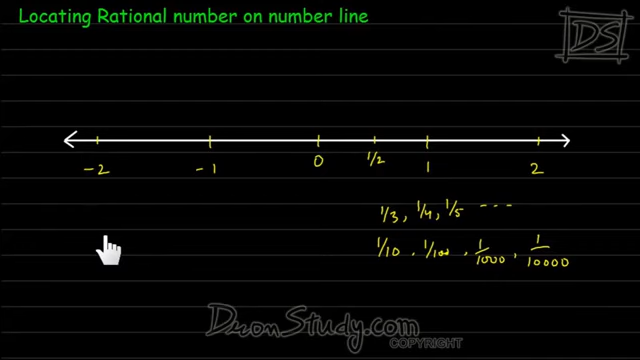 Locating Rational number on number line
DS
-2 -1 0 1/2 1 2
1/3, 1/4, 1/5 ---
1/10, 1/100, 1/1000, 1/10000
DronStudy.com
COPYRIGHT